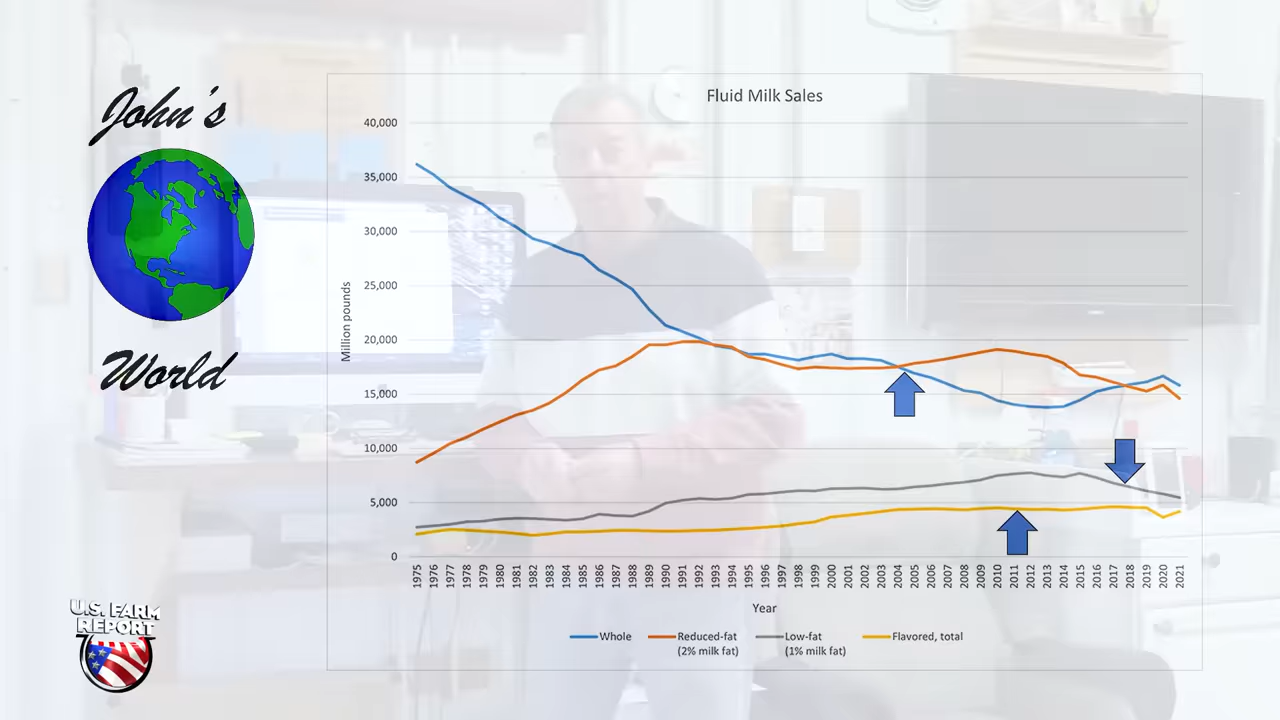 John's
World
U.S. FARM
REPORT
Fluid Milk Sales
Million pounds
40,000
35,000
30,000
25,000
20,000
15,000
10,000
5,000
0
1975 1976 1977 1978 1979 1980 1981 1982 1983 1984 1985 1986 1987 1988 1989 1990 1991 1992 1993 1994 1995 1996 1997 1998 1999 2000 2001 2002 2003 2004 2005 2006 2007 2008 2009 2010 2011 2012 2013 2014 2015 2016 2017 2018 2019 2020 2021
Year
Whole Reduced-fat Low-fat Flavored, total
(2% milk fat) (1% milk fat)